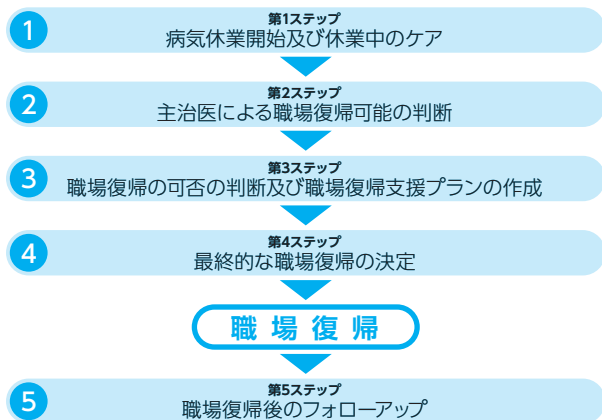 1
第1ステップ
病気休業開始及び休業中のケア
2
第2ステップ
主治医による職場復帰可能の判断
3
第3ステップ
職場復帰の可否の判断及び職場復帰支援プランの作成
4
第4ステップ
最終的な職場復帰の決定
職場復帰
5
第5ステップ
職場復帰後のフォローアップ